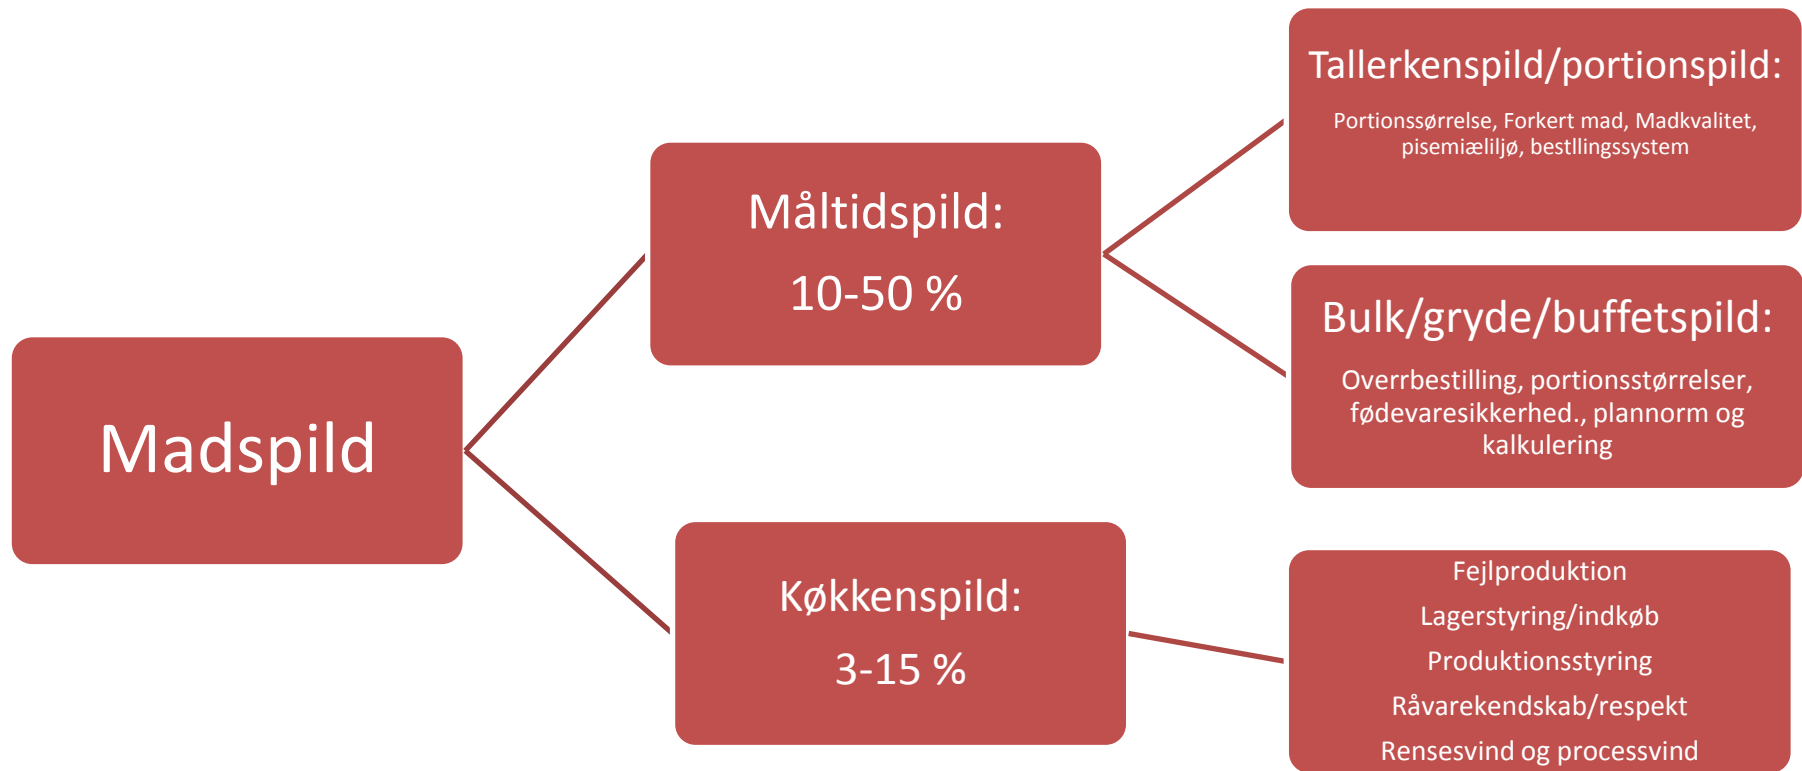 Madspild
Måltidspild:
10-50 %
Køkkenspild:
3-15 %
Tallerkenspild/portionspild:
Portionssørrelse, Forkert mad, Madkvalitet,
pisemiæliljø, bestllingssystem
Bulk/gryde/buffetspild:
Overrbestilling, portionsstørrelser,
fødevaresikkerhed., plannorm og
kalkulering
Fejlproduktion
Lagerstyring/indkøb
Produktionsstyring
Råvarekendskab/respekt
Rensesvind og processvind